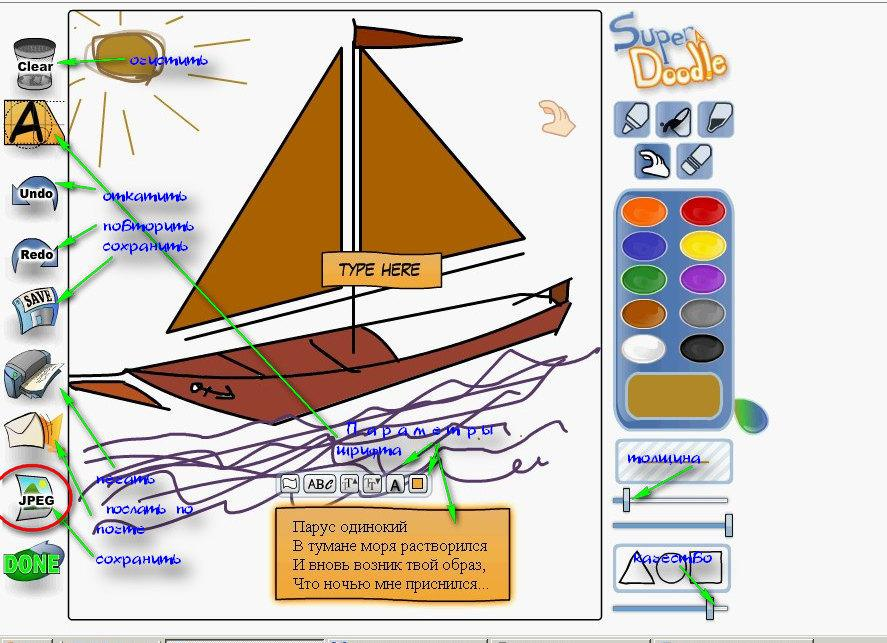 Super
Doodle
Clear
очистить
A
Undo
откатить
повторить
Redo
сохранить
SAVE
TYPE HERE
Параметры
шрифта
толщина
ABC
T
T
A
печать
JPEG
послать по
почте
Парус одинокий
В тумане моря растворился
И вновь возник твой образ,
Что ночью мне приснился...
DONE
сохранить
качество